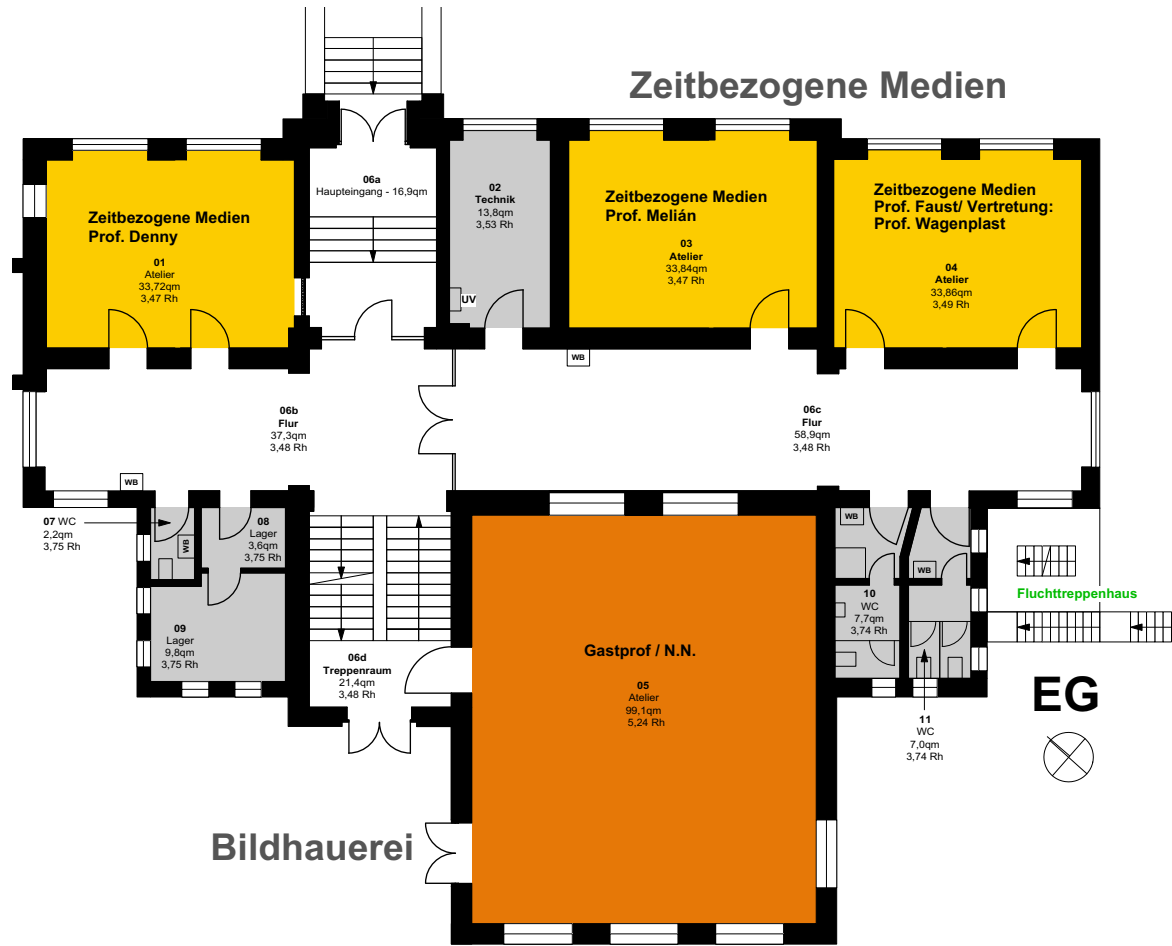 Zeitbezogene Medien
06a
Haupteingang - 16,9qm
02
Technik
13,8qm
3,53 Rh
UV
Zeitbezogene Medien
Prof. Denny
01
Atelier
33,72qm
3,47 Rh
Zeitbezogene Medien
Prof. Melián
03
Atelier
33,84qm
3,47 Rh
Zeitbezogene Medien
Prof. Faust/ Vertretung:
Prof. Wagenplast
04
Atelier
33,86qm
3,49 Rh
WB
06b
Flur
37,3qm
3,48 Rh
06c
Flur
58,9qm
3,48 Rh
WB
07 WC
2,2qm
3,75 Rh
WB
08
Lager
3,6qm
3,75 Rh
09
Lager
9,8qm
3,75 Rh
06d
Treppenraum
21,4qm
3,48 Rh
Gastprof / N.N.
05
Atelier
99,1qm
5,24 Rh
WB
WB
10
WC
7,7qm
3,74 Rh
11
WC
7,0qm
3,74 Rh
Fluchttreppenhaus
EG
Bildhauerei